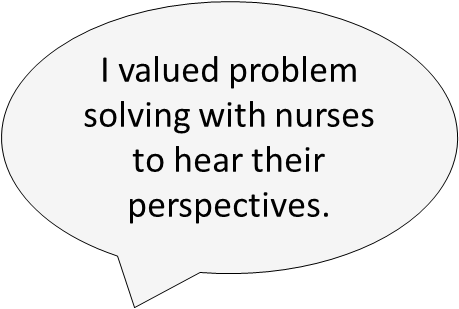 I valued problem
solving with nurses
to hear their
perspectives.